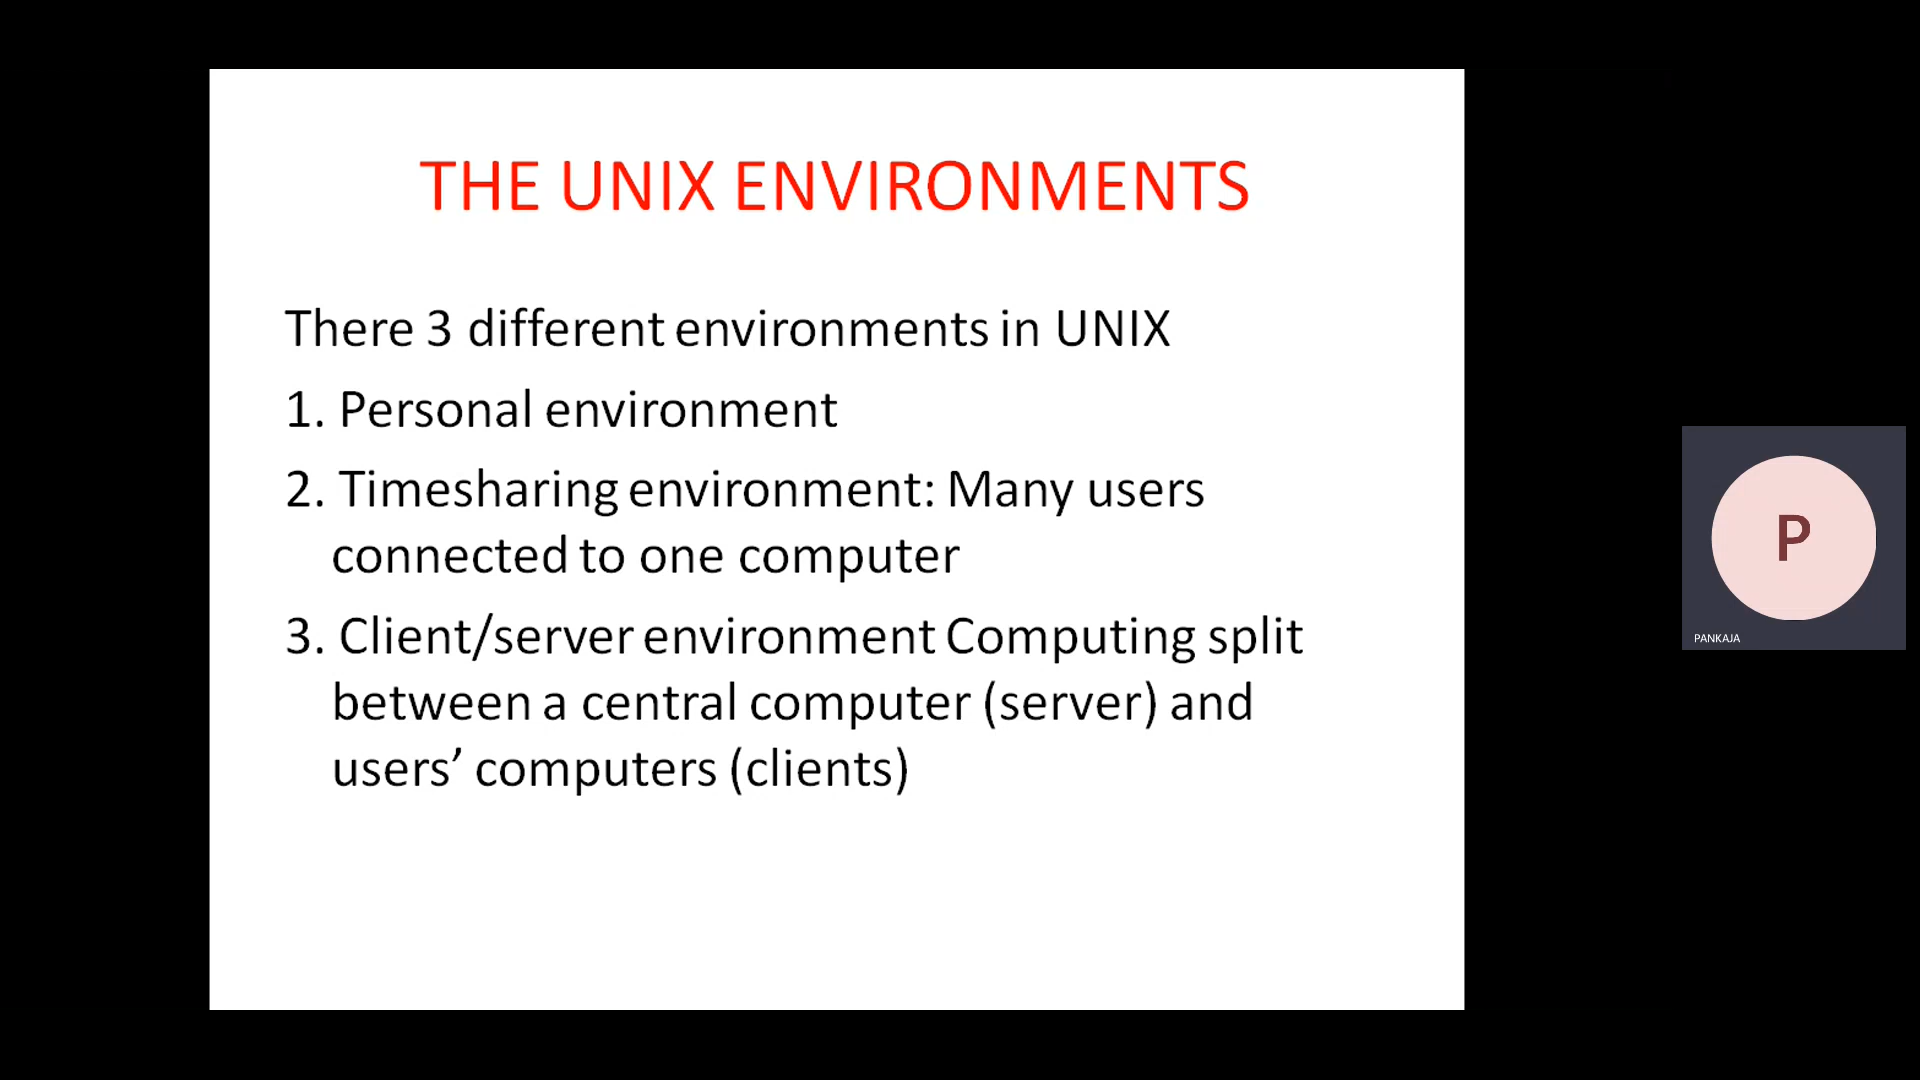 THE UNIX ENVIRONMENTS
There 3 different environments in UNIX
1. Personal environment
2. Timesharing environment: Many users
connected to one computer
3. Client/server environment Computing split
between a central computer (server) and
users’ computers (clients)
P
PANKAJA